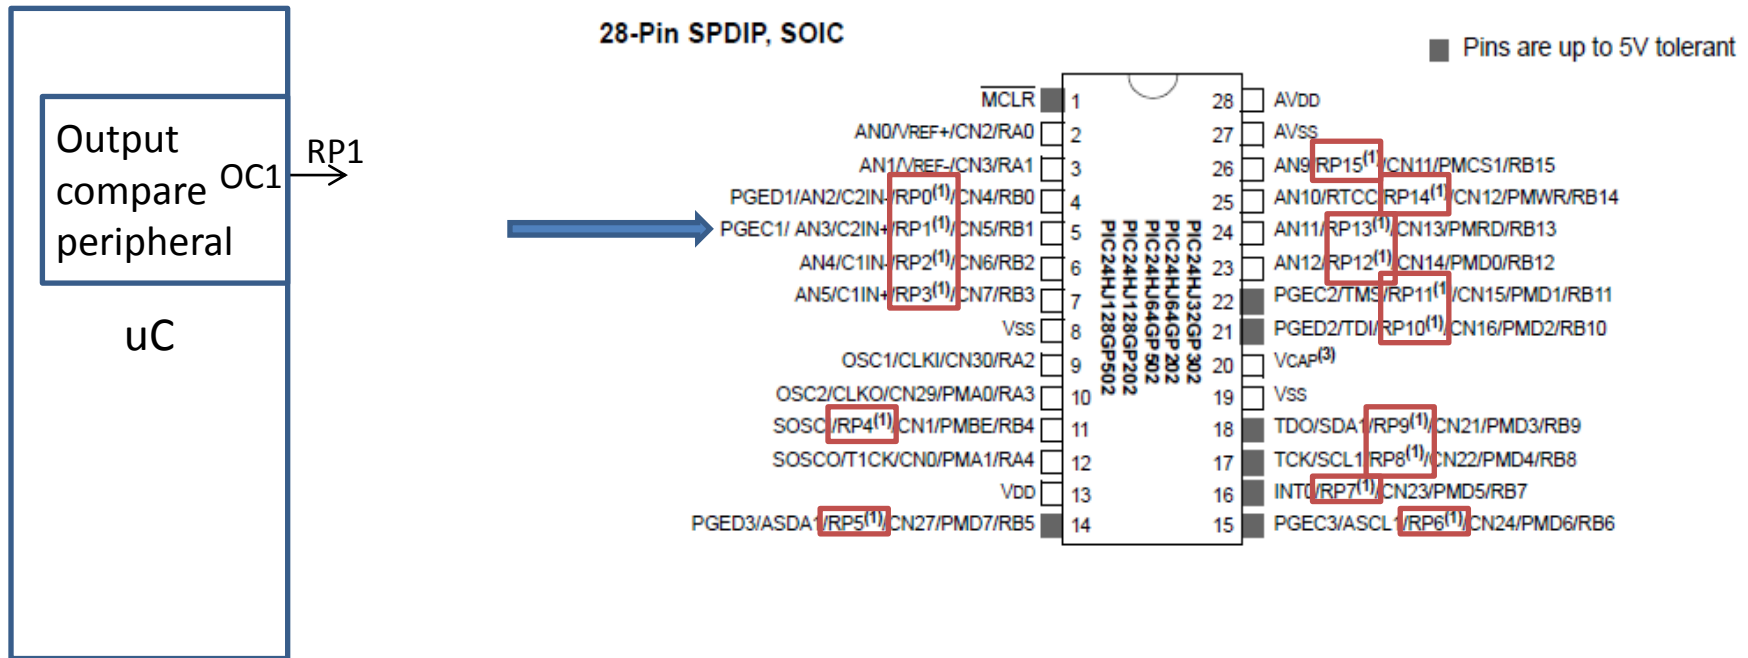 28-Pin SPDIP, SOIC
Pins are up to 5V tolerant
Output
compare
peripheral
OC1
RP1
uC
MCLR 1
AN0/VREF+/CN2/RA0 2
AN1/VREF-/CN3/RA1 3
PGED1/AN2/C2IN-/RP0(1)/CN4/RB0 4
PGEC1/ AN3/C2IN+/RP1(1)/CN5/RB1 5
AN4/C1IN-/RP2(1)/CN6/RB2 6
AN5/C1IN+/RP3(1)/CN7/RB3 7
VSS 8
OSC1/CLKI/CN30/RA2 9
OSC2/CLKO/CN29/PMA0/RA3 10
SOSCI/RP4(1)/CN1/PMBE/RB4 11
SOSCO/T1CK/CN0/PMA1/RA4 12
VDD 13
PGED3/ASDA1/RP5(1)/CN27/PMD7/RB5 14
PIC24HJ32GP302
PIC24HJ64GP202
PIC24HJ64GP502
PIC24HJ128GP202
PIC24HJ128GP502
28 AVDD
27 AVSS
26 AN9/RP15(1)/CN11/PMCS1/RB15
25 AN10/RTCC/RP14(1)/CN12/PMWR/RB14
24 AN11/RP13(1)/CN13/PMRD/RB13
23 AN12/RP12(1)/CN14/PMD0/RB12
22 PGEC2/TMS/RP11(1)/CN15/PMD1/RB11
21 PGED2/TDI/RP10(1)/CN16/PMD2/RB10
20 VCAP(3)
19 VSS
18 TDO/SDA1/RP9(1)/CN21/PMD3/RB9
17 TCK/SCL1/RP8(1)/CN22/PMD4/RB8
16 INT0/RP7(1)/CN23/PMD5/RB7
15 PGEC3/ASCL1/RP6(1)/CN24/PMD6/RB6